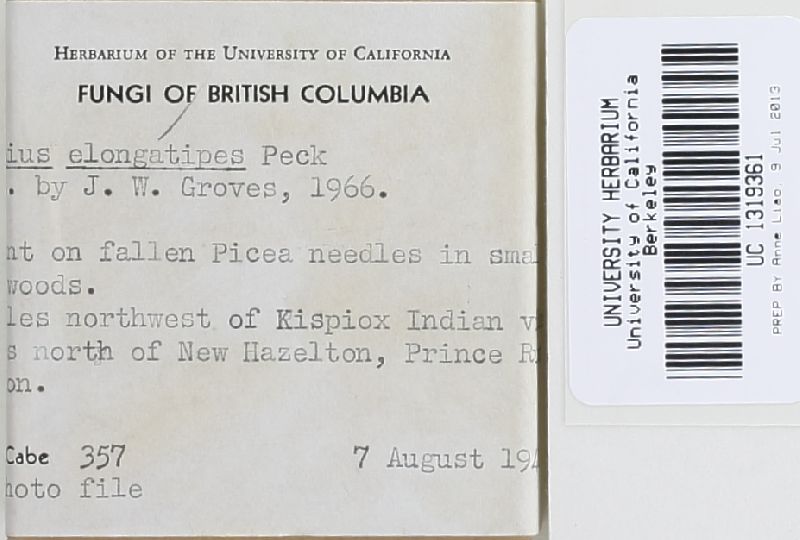 HERBARIUM OF THE UNIVERSITY OF CALIFORNIA
FUNGI OF BRITISH COLUMBIA
ius elongatipes Peck
. by J. W. Groves, 1966.
nt on fallen Picea needles in sma
woods.
les northwest of Kispiox Indian v
s north of New Hazelton, Prince R
on.
Cabe 357 7 August 19
hoto file
UNIVERSITY HERBARIUM
University of California
Berkeley
UC 1319361
PREP BY Anne Liao. 9 Jul 2013